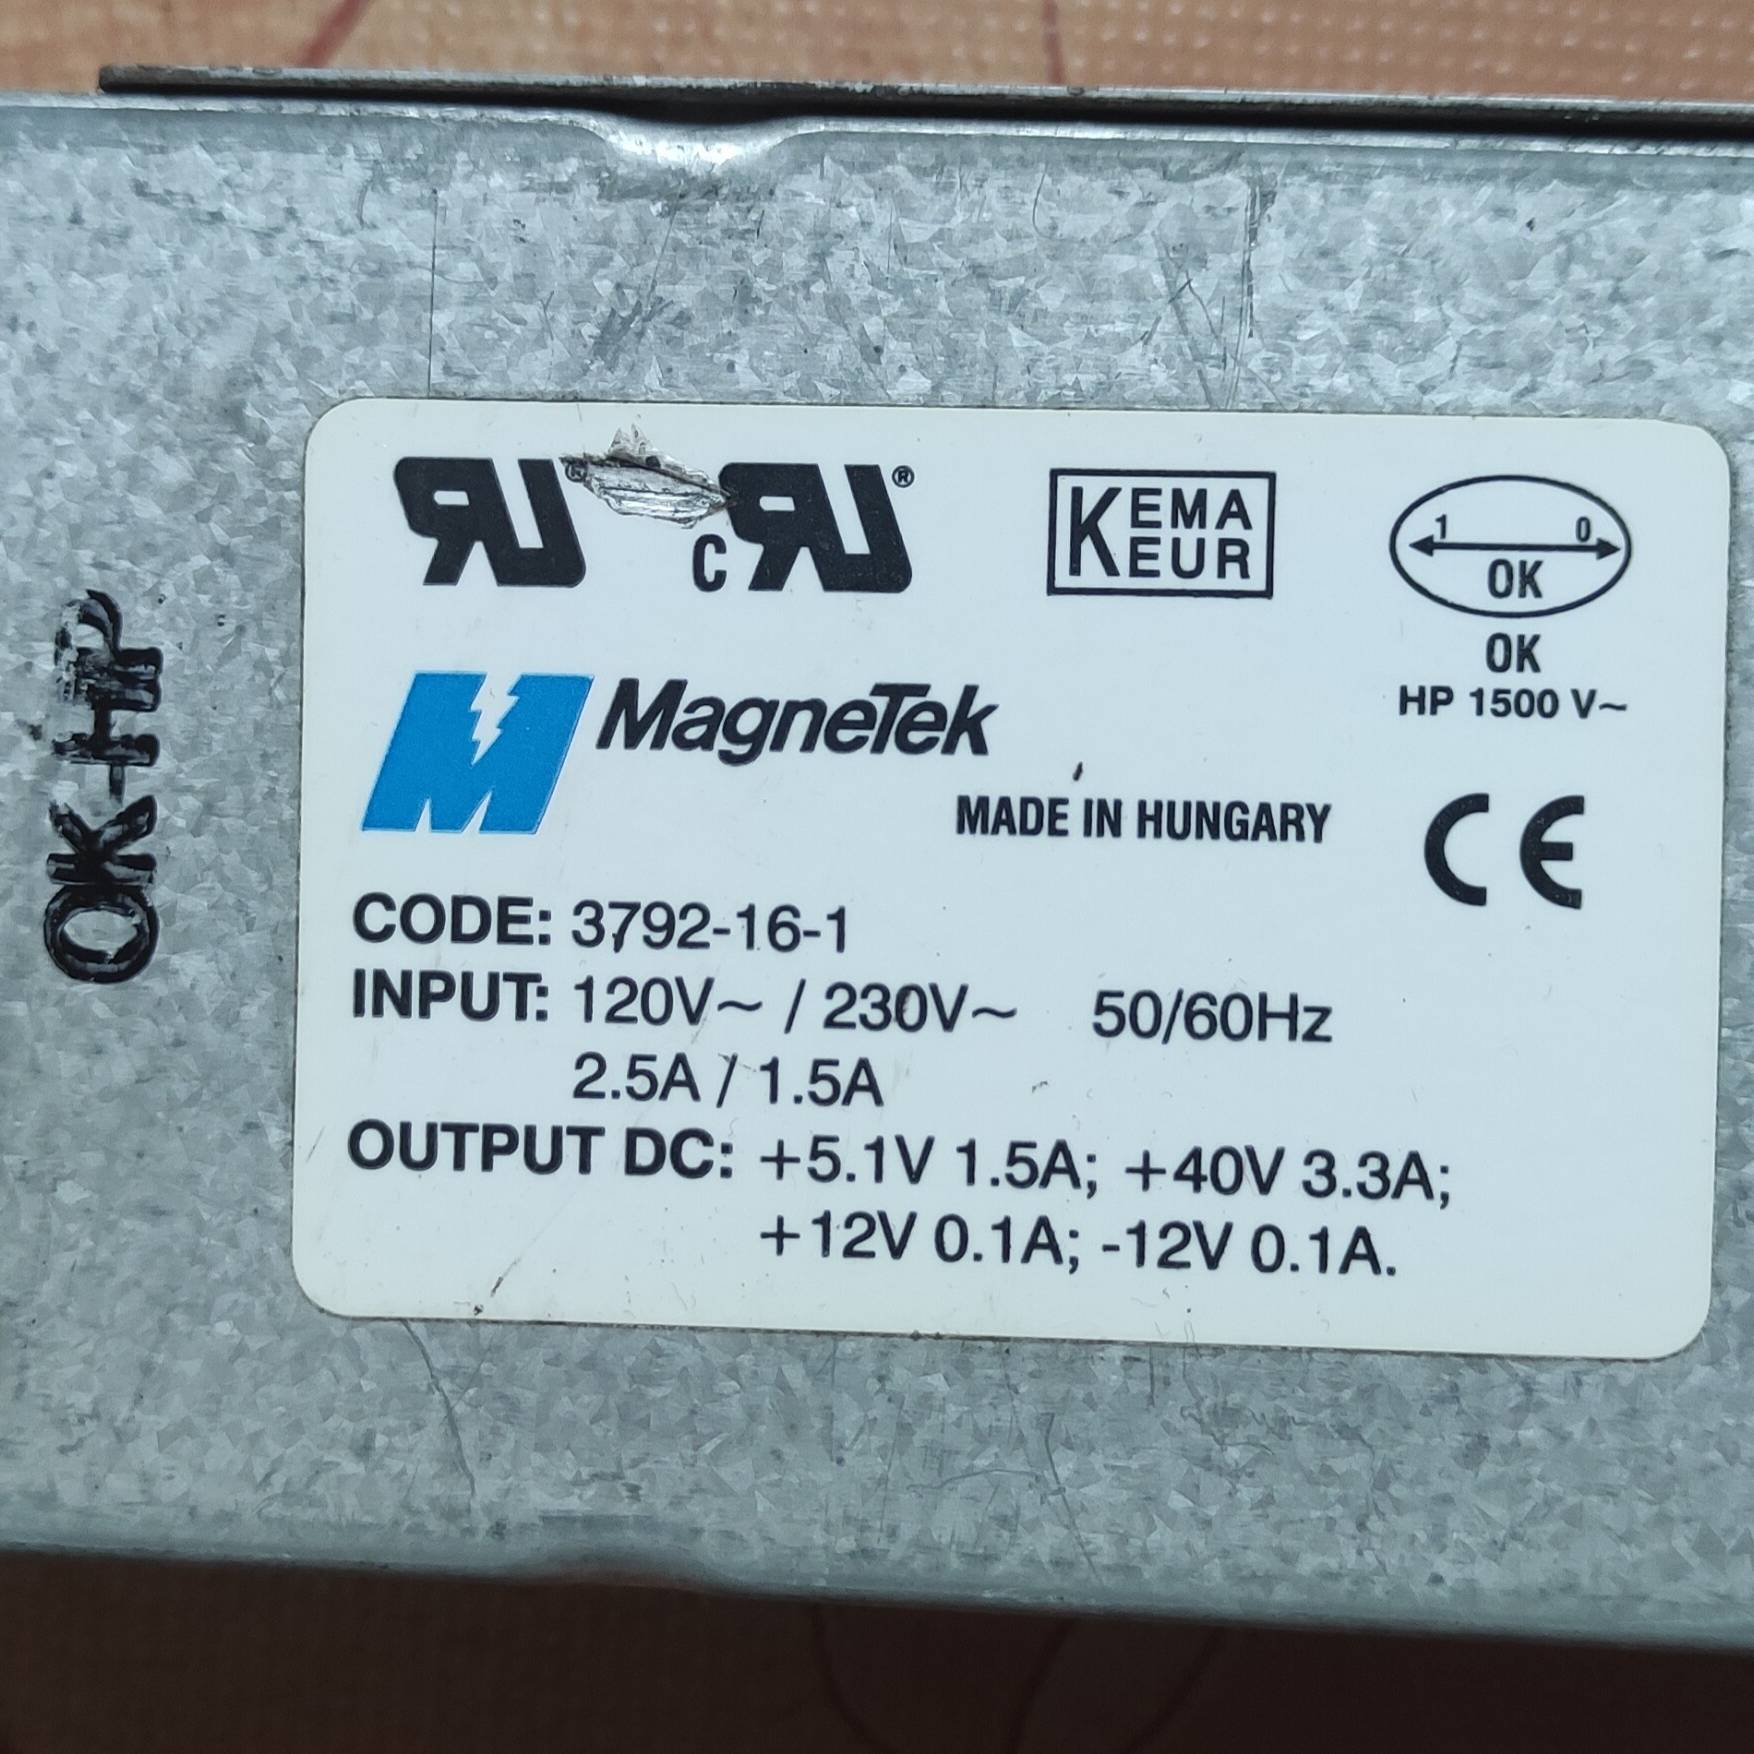 OK-HP
RU® c RU®
KEMA
KEUR
1 0
OK
OK
HP 1500 V~
MagneTek
MADE IN HUNGARY
CE
CODE: 3792-16-1
INPUT: 120V~ / 230V~ 50/60Hz
2.5A / 1.5A
OUTPUT DC: +5.1V 1.5A; +40V 3.3A;
+12V 0.1A; -12V 0.1A.